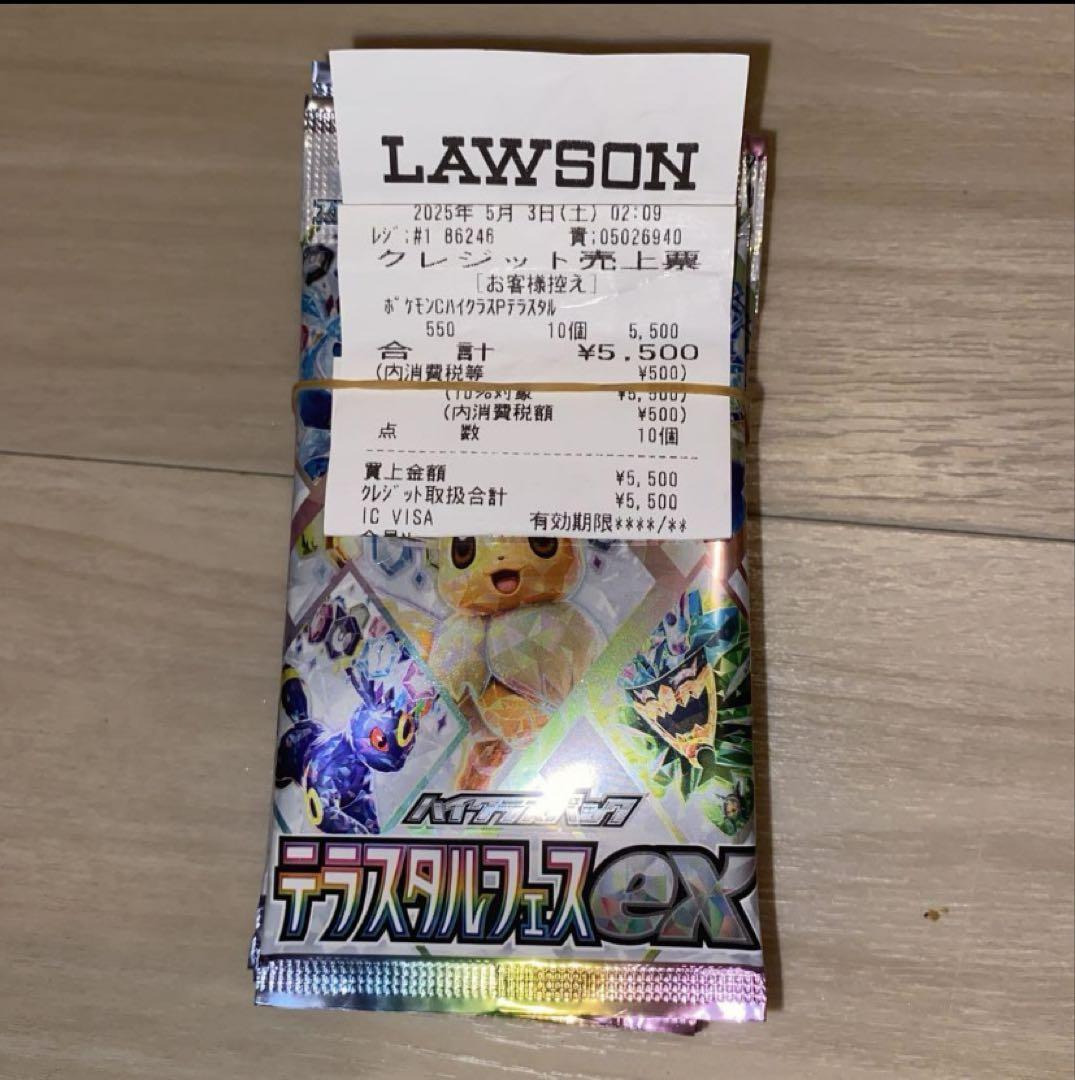 LAWSON
2025年 5月 3日(土) 02:09
レジ:#1 86246 責:05026940
クレジット売上票
[お客様控え]
ポケモンCハイクラスPテラスタル
550 10個 5,500
合 計 ¥5,500
(内消費税等 ¥500)
(10%対象 ¥5,500)
(内消費税額 ¥500)
点 数 10個
買上金額 ¥5,500
クレジット取扱合計 ¥5,500
IC VISA 有効期限****/**
ハイクラスパック
テラスタルフェスex